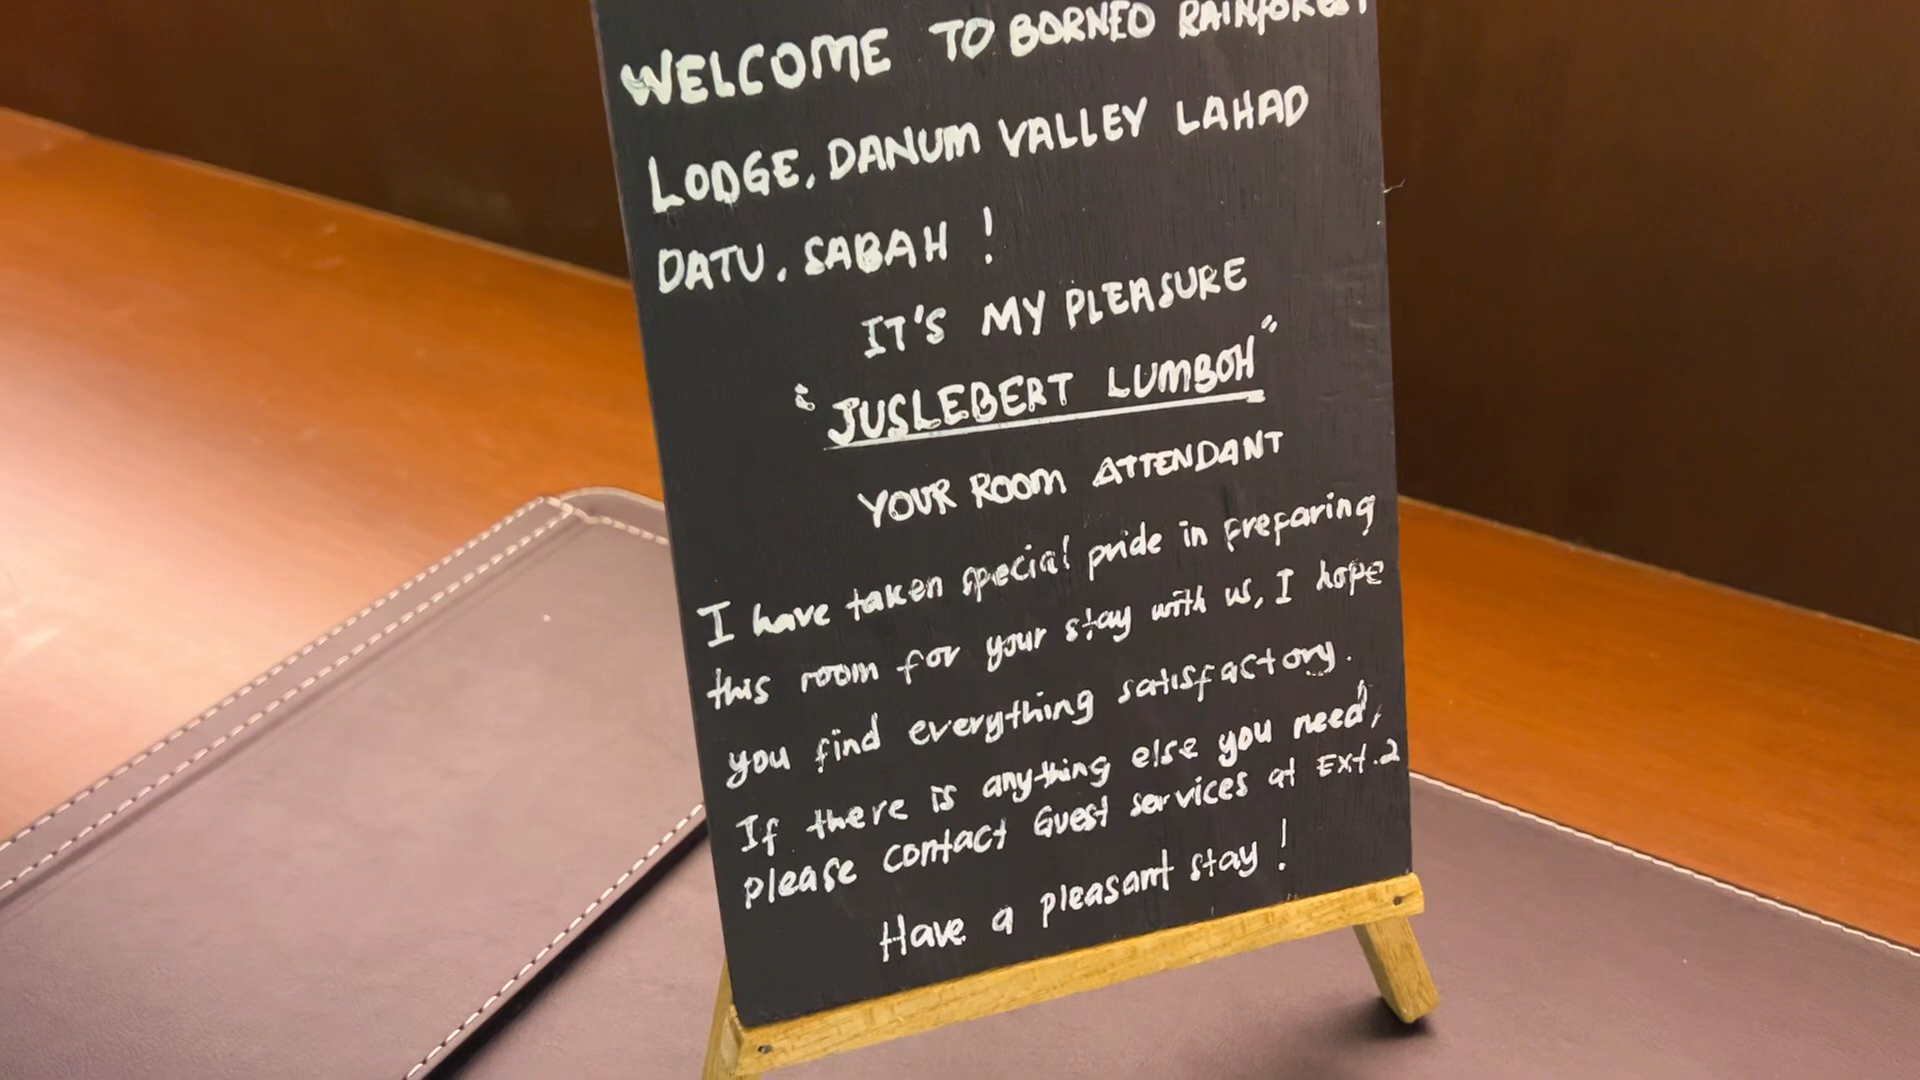 WELCOME TO BORNEO RAINFOREST
LODGE, DANUM VALLEY LAHAD
DATU, SABAH !
IT'S MY PLEASURE
"JUSLEBERT LUMBOH"
YOUR ROOM ATTENDANT
I have taken special pride in preparing
this room for your stay with us, I hope
you find everything satisfactory.
If there is anything else you need,
please contact Guest services at Ext.2
Have a pleasant stay !